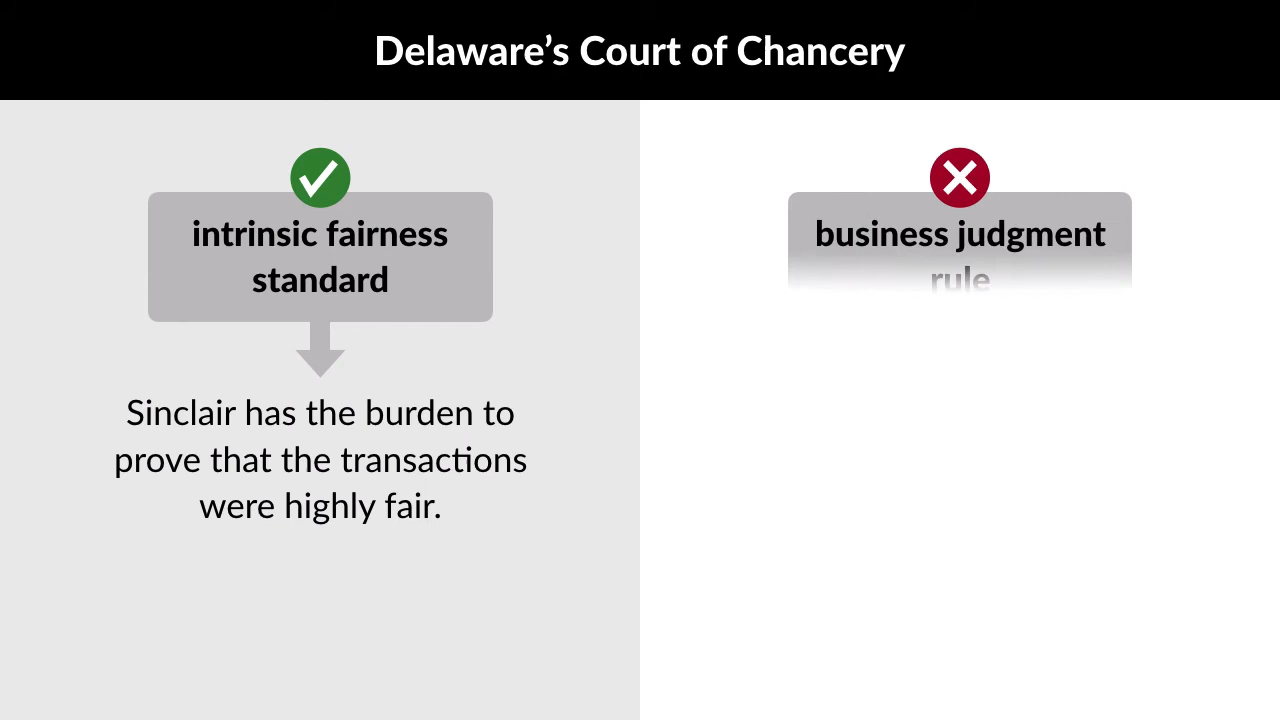 Delaware’s Court of Chancery
intrinsic fairness
standard
Sinclair has the burden to
prove that the transactions
were highly fair.
business judgment
rule